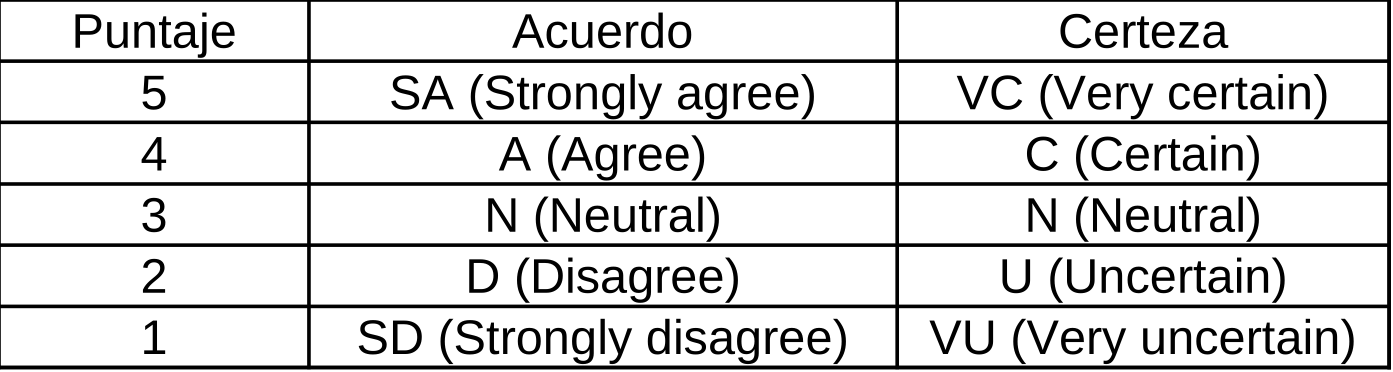 Puntaje Acuerdo Certeza
5 SA (Strongly agree) VC (Very certain)
4 A (Agree) C (Certain)
3 N (Neutral) N (Neutral)
2 D (Disagree) U (Uncertain)
1 SD (Strongly disagree) VU (Very uncertain)